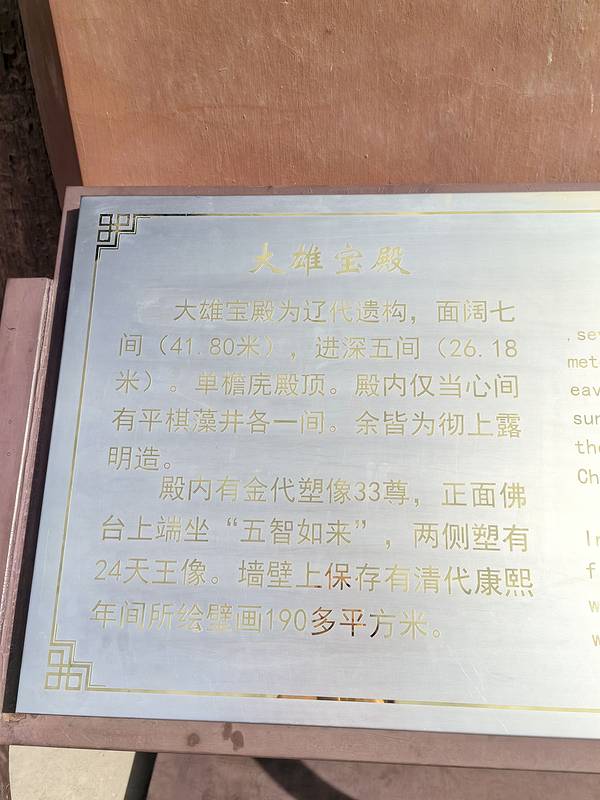 大雄宝殿
大雄宝殿为辽代遗构，面阔七
间（41.80米），进深五间（26.18
米）。单檐庑殿顶。殿内仅当心间
有平棋藻井各一间。余皆为彻上露
明造。
殿内有金代塑像33尊，正面佛
台上端坐“五智如来”，两侧塑有
24天王像。墙壁上保存有清代康熙
年间所绘壁画190多平方米。
, se
met
eav
sur
the
Ch
In
f
w
w